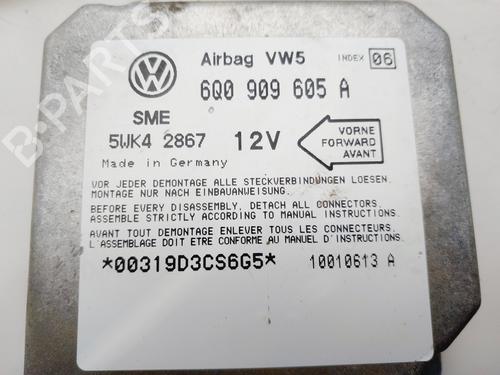 B-PARTS
VW
Airbag VW5 INDEX 06
6Q0 909 605 A
SME
5WK4 2867 12V
VORNE
FORWARD
AVANT
Made in Germany
VOR JEDER DEMONTAGE ALLE STECKVERBINDUNGEN LOESEN.
MONTAGE NUR NACH EINBAUANWEISUNG.
BEFORE EVERY DISASSEMBLY, DETACH ALL CONNECTORS.
ASSEMBLE STRICTLY ACCORDING TO MANUAL INSTRUCTIONS.
AVANT TOUT DEMONTAGE ENLEVER TOUS LES CONNECTEURS.
L'ASSEMBLAGE DOIT ETRE CONFORME AU MANUEL D'INSTRUCTIONS.
*00319D3CS6G5* 10010613 A